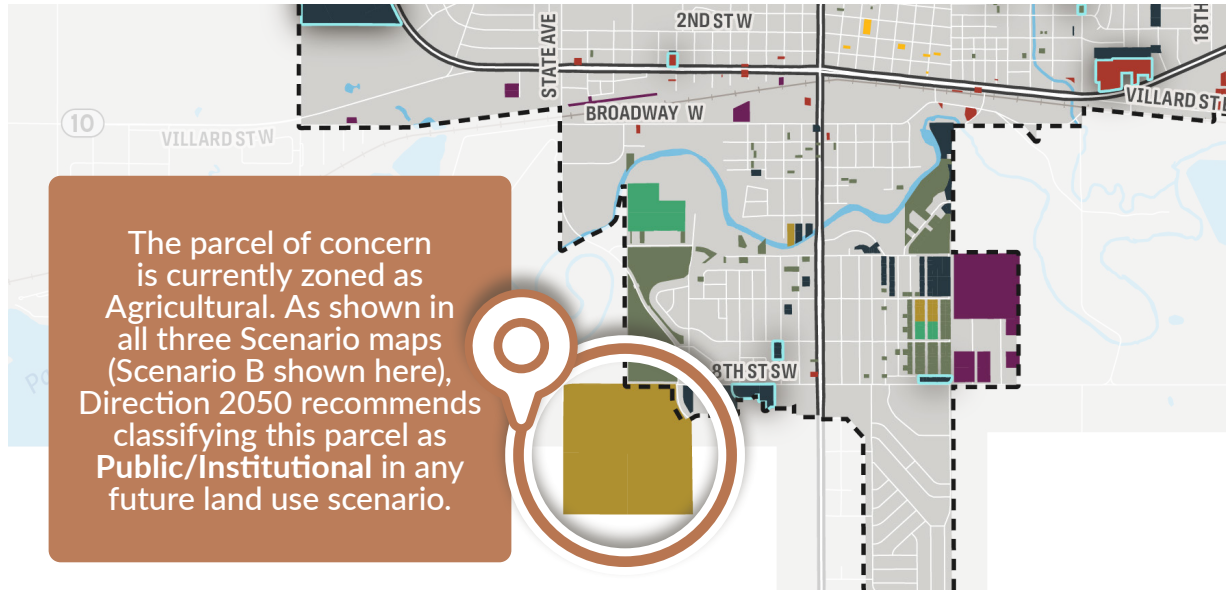 2ND ST W
18TH
STATE AVE
BROADWAY W
VILLARD ST E
10
VILLARD ST W
The parcel of concern
is currently zoned as
Agricultural. As shown in
all three Scenario maps
(Scenario B shown here),
Direction 2050 recommends
classifying this parcel as
Public/Institutional in any
future land use scenario.
8TH ST SW